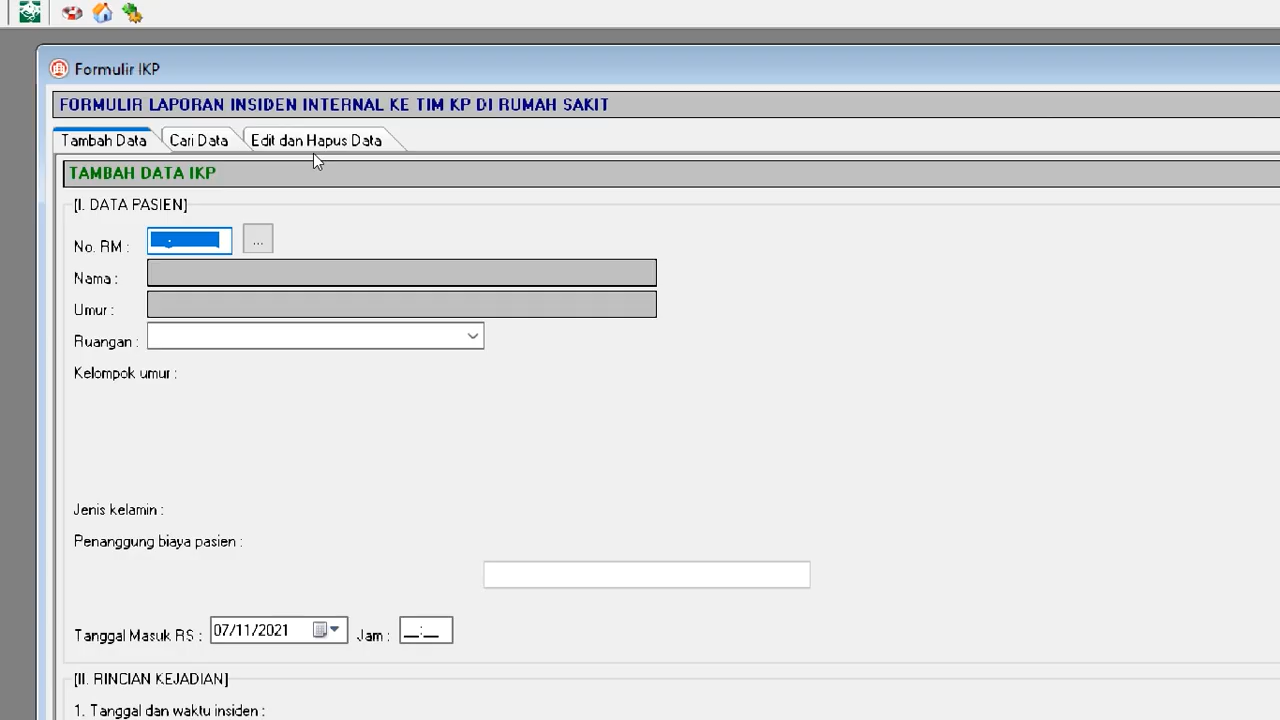 Formulir IKP
FORMULIR LAPORAN INSIDEN INTERNAL KE TIM KP DI RUMAH SAKIT
Tambah Data Cari Data Edit dan Hapus Data
TAMBAH DATA IKP
[I. DATA PASIEN]
No. RM : ...
Nama :
Umur :
Ruangan :
Kelompok umur :
Jenis kelamin :
Penanggung biaya pasien :
Tanggal Masuk RS : 07/11/2021 Jam : __:__
[II. RINCIAN KEJADIAN]
1. Tanggal dan waktu insiden :